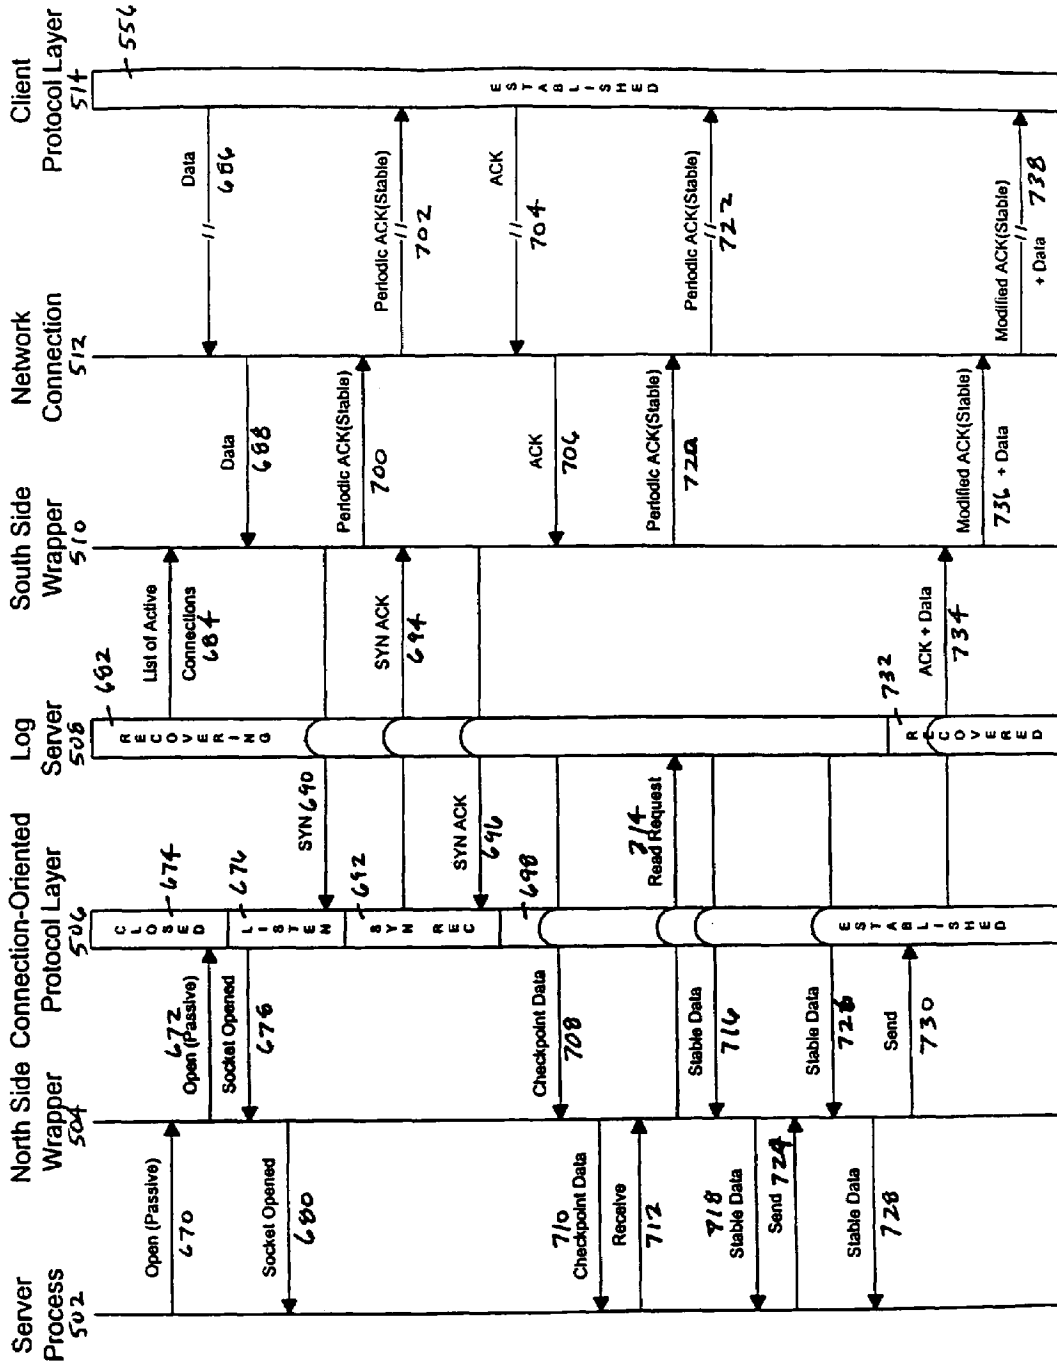 Server
Process
502
North Side
Wrapper
504
Connection-Oriented
Protocol Layer
506
Log
Server
508
South Side
Wrapper
510
Network
Connection
512
Client
Protocol Layer
514
556
ESTABLISHED
682
RECOVERING
674
CLOSED
676
LISTEN
692
SYN REC
698
ESTABLISHED
732
RECOVERED
Open (Passive)
670
672
Open (Passive)
Socket Opened
678
Socket Opened
680
List of Active
Connections
684
Data
686
Data
688
SYN 690
SYN ACK
694
SYN ACK
696
Periodic ACK(Stable)
700
Periodic ACK(Stable)
702
ACK
704
ACK
706
Checkpoint Data
708
710
Checkpoint Data
Receive
712
714
Read Request
Stable Data
716
718
Stable Data
Periodic ACK(Stable)
720
Periodic ACK(Stable)
722
Send 724
Stable Data
726
Stable Data
728
Send
730
ACK + Data
734
Modified ACK(Stable)
736 + Data
Modified ACK(Stable)
+ Data
738